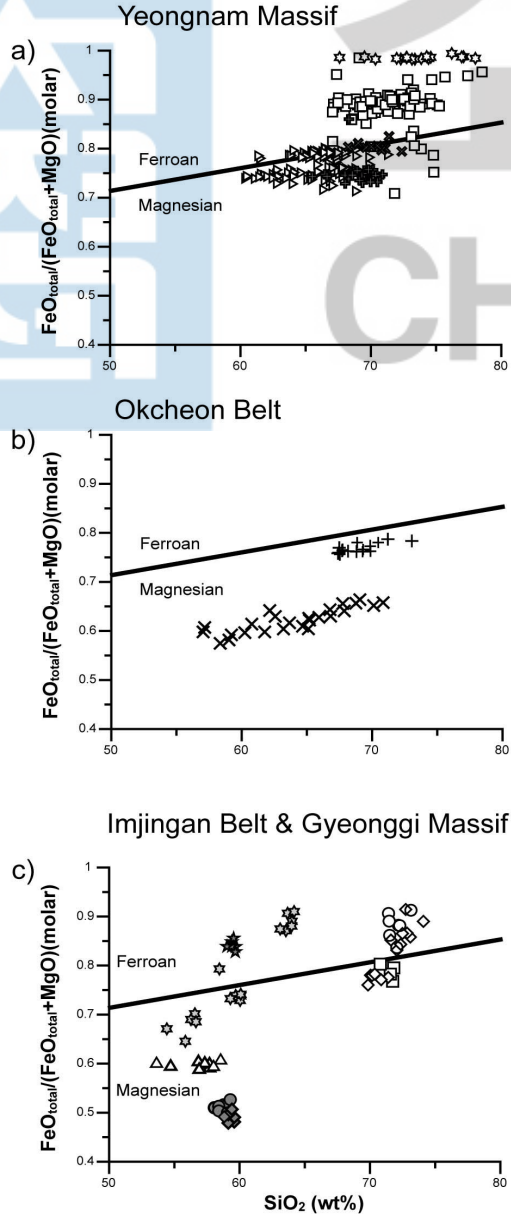 Yeongnam Massif
a)
FeOtotal/(FeOtotal+MgO)(molar)
1
0.9
0.8
0.7
0.6
0.5
0.4
Ferroan
Magnesian
50
60
70
80
CH
Okcheon Belt
b)
FeOtotal/(FeOtotal+MgO)(molar)
1
0.9
0.8
0.7
0.6
0.5
0.4
Ferroan
Magnesian
50
60
70
80
Imjingan Belt & Gyeonggi Massif
c)
FeOtotal/(FeOtotal+MgO)(molar)
1
0.9
0.8
0.7
0.6
0.5
0.4
Ferroan
Magnesian
50
60
70
80
SiO2 (wt%)